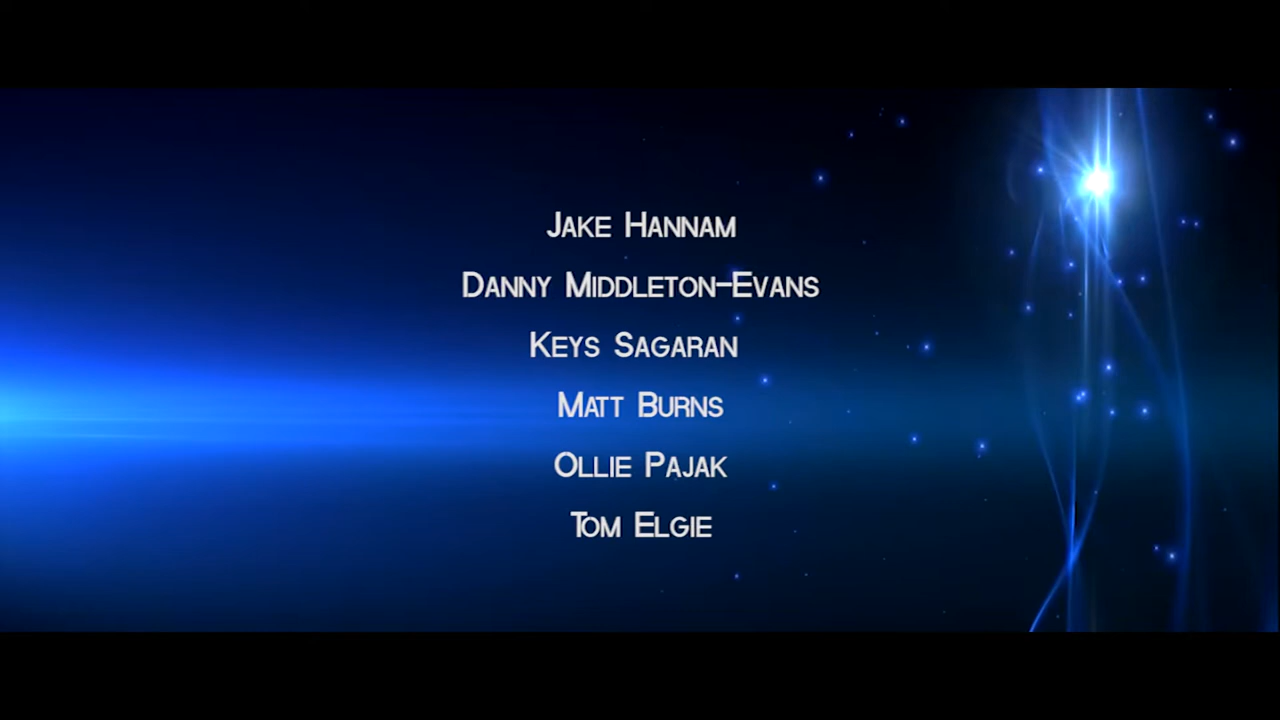 Jake Hannam
Danny Middleton-Evans
Keys Sagaran
Matt Burns
Ollie Pajak
Tom Elgie